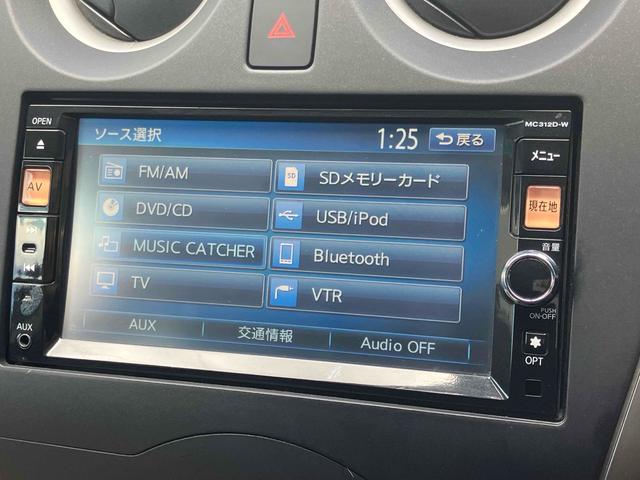 OPEN
AV
AUX
ソース選択
1:25
戻る
FM/AM
SDメモリーカード
DVD/CD
USB/iPod
MUSIC CATCHER
Bluetooth
TV
VTR
AUX
交通情報
Audio OFF
MC312D-W
メニュー
現在地
音量
PUSH
ON-OFF
OPT